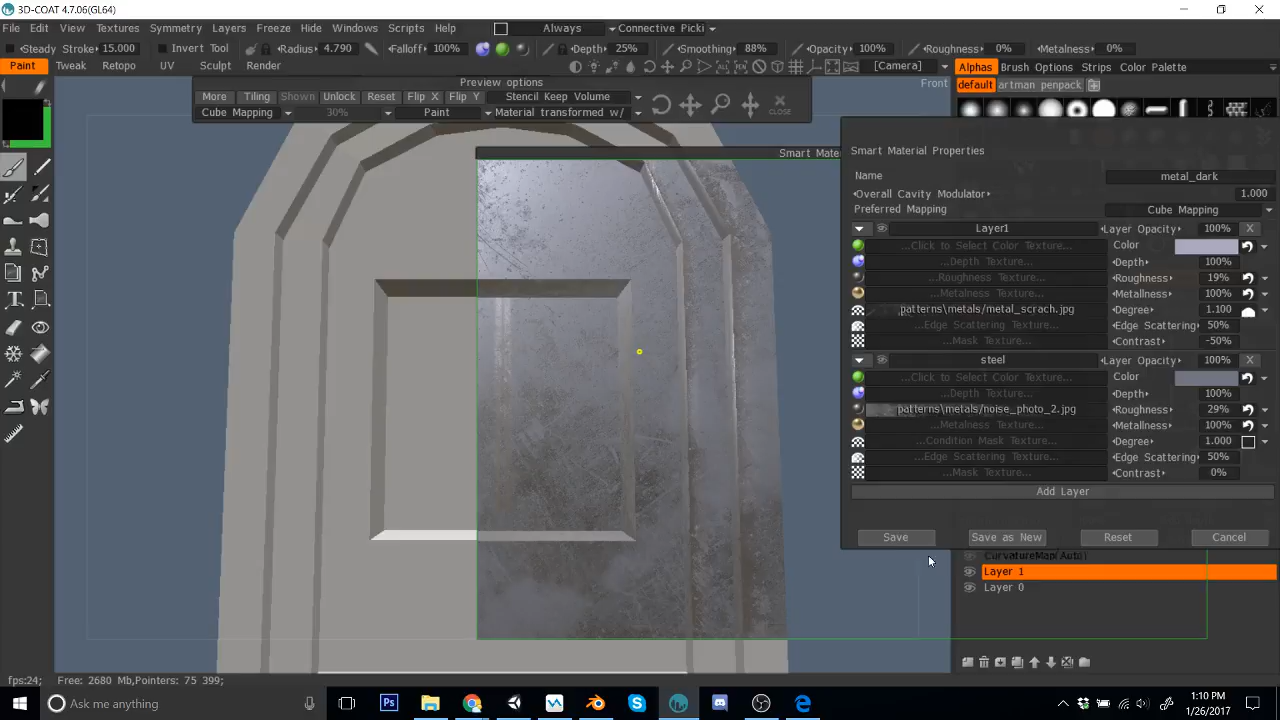 3D-COAT 4.7.06(GL64)
File Edit View Textures Symmetry Layers Freeze Hide Windows Scripts Help Always Connective Picki
Steady Stroke 15.000 Invert Tool Radius 4.790 Falloff 100% Depth 25% Smoothing 88% Opacity 100% Roughness 0% Metalness 0%
Paint Tweak Retopo UV Sculpt Render [Camera] Alphas Brush Options Strips Color Palette
Preview options Front default artman penpack
More Tiling Shown Unlock Reset Flip X Flip Y Stencil Keep Volume
Cube Mapping 30% Paint Material transformed w/ CLOSE
Smart Mate
Smart Material Properties
Name metal_dark
Overall Cavity Modulator 1.000
Preferred Mapping Cube Mapping
Layer1 Layer Opacity 100% X
...Click to Select Color Texture... Color
...Depth Texture... Depth 100%
...Roughness Texture... Roughness 19%
...Metalness Texture... Metallness 100%
patterns\metals/metal_scrach.jpg Degree 1.100
...Edge Scattering Texture... Edge Scattering 50%
...Mask Texture... Contrast -50%
steel Layer Opacity 100% X
...Click to Select Color Texture... Color
...Depth Texture... Depth 100%
patterns\metals/noise_photo_2.jpg Roughness 29%
...Metalness Texture... Metallness 100%
...Condition Mask Texture... Degree 1.000
...Edge Scattering Texture... Edge Scattering 50%
...Mask Texture... Contrast 0%
Add Layer
Save Save as New Reset Cancel
CurvatureMap(Auto)
Layer 1
Layer 0
fps:24; Free: 2680 Mb,Pointers: 75 399;
Ask me anything
1:10 PM
1/26/2017